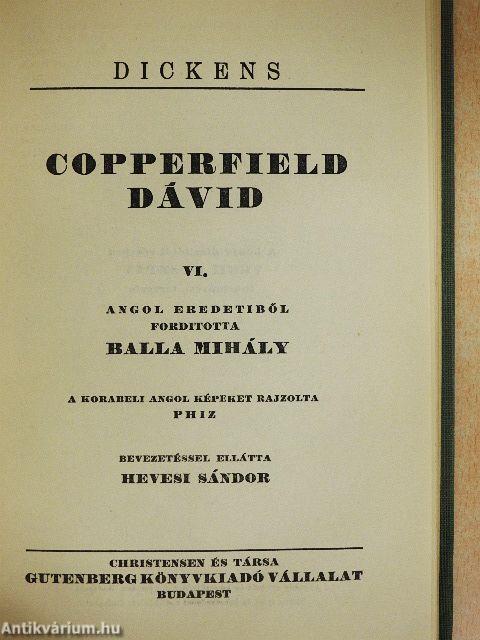 DICKENS
COPPERFIELD
DÁVID
VI.
ANGOL EREDETIBŐL
FORDITOTTA
BALLA MIHÁLY
A KORABELI ANGOL KÉPEKET RAJZOLTA
PHIZ
BEVEZETÉSSEL ELLÁTTA
HEVESI SÁNDOR
CHRISTENSEN ÉS TÁRSA
GUTENBERG KÖNYVKIADÓ VÁLLALAT
BUDAPEST
Antikvárium.hu